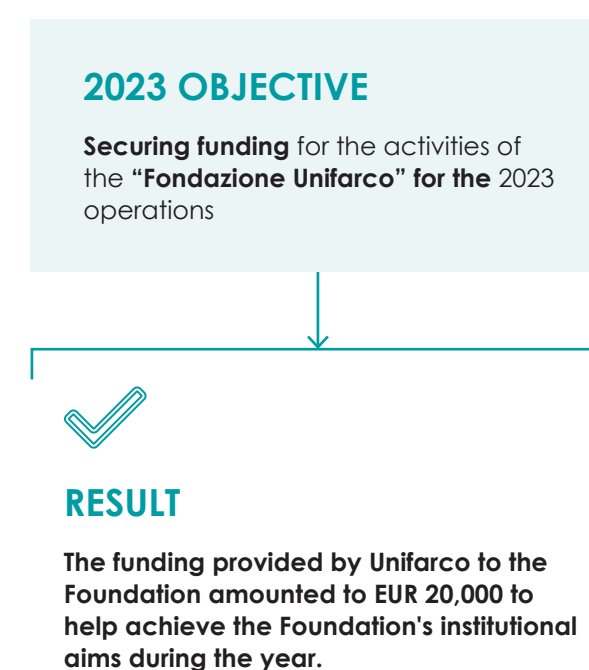 2023 OBJECTIVE
Securing funding for the activities of
the “Fondazione Unifarco” for the 2023
operations
RESULT
The funding provided by Unifarco to the
Foundation amounted to EUR 20,000 to
help achieve the Foundation's institutional
aims during the year.